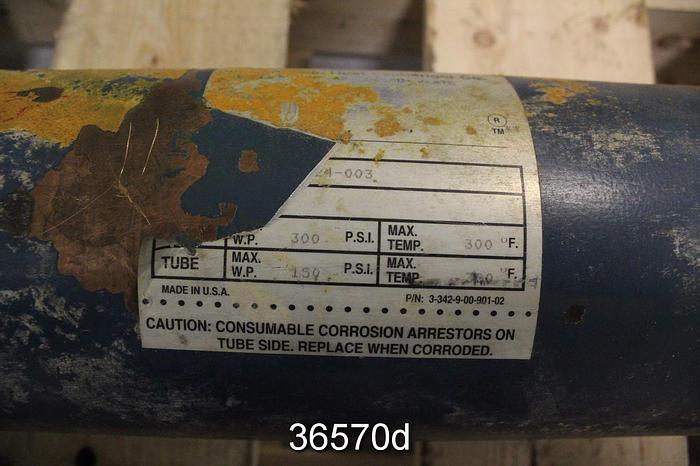 ® TM
-003
W.P. 300 P.S.I. MAX. TEMP. 300 °F.
TUBE MAX. W.P. 150 P.S.I. MAX. TEMP. °F.
MADE IN U.S.A. P/N: 3-342-9-00-901-02
CAUTION: CONSUMABLE CORROSION ARRESTORS ON
TUBE SIDE. REPLACE WHEN CORRODED.
36570d